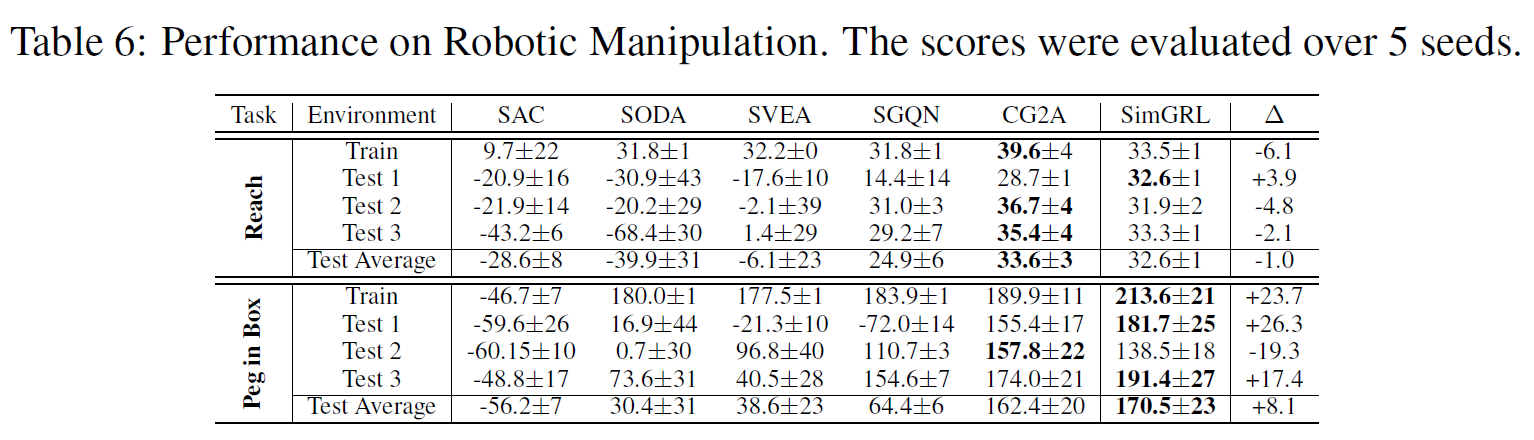 Table 6: Performance on Robotic Manipulation. The scores were evaluated over 5 seeds.
Task Environment SAC SODA SVEA SGQN CG2A SimGRL Δ
Reach
Train 9.7±22 31.8±1 32.2±0 31.8±1 39.6±4 33.5±1 -6.1
Test 1 -20.9±16 -30.9±43 -17.6±10 14.4±14 28.7±1 32.6±1 +3.9
Test 2 -21.9±14 -20.2±29 -2.1±39 31.0±3 36.7±4 31.9±2 -4.8
Test 3 -43.2±6 -68.4±30 1.4±29 29.2±7 35.4±4 33.3±1 -2.1
Test Average -28.6±8 -39.9±31 -6.1±23 24.9±6 33.6±3 32.6±1 -1.0
Peg in Box
Train -46.7±7 180.0±1 177.5±1 183.9±1 189.9±11 213.6±21 +23.7
Test 1 -59.6±26 16.9±44 -21.3±10 -72.0±14 155.4±17 181.7±25 +26.3
Test 2 -60.15±10 0.7±30 96.8±40 110.7±3 157.8±22 138.5±18 -19.3
Test 3 -48.8±17 73.6±31 40.5±28 154.6±7 174.0±21 191.4±27 +17.4
Test Average -56.2±7 30.4±31 38.6±23 64.4±6 162.4±20 170.5±23 +8.1